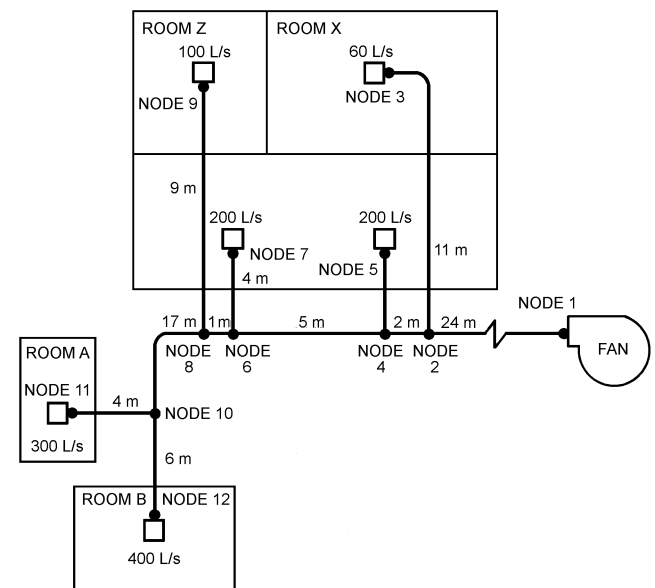 ROOM Z
ROOM X
100 L/s
60 L/s
NODE 9
NODE 3
9 m
200 L/s
200 L/s
NODE 7
NODE 5
11 m
4 m
NODE 1
17 m
1m
5 m
2 m
24 m
FAN
NODE
8
NODE
6
NODE
4
NODE
2
ROOM A
NODE 11
4 m
NODE 10
300 L/s
6 m
ROOM B
NODE 12
400 L/s